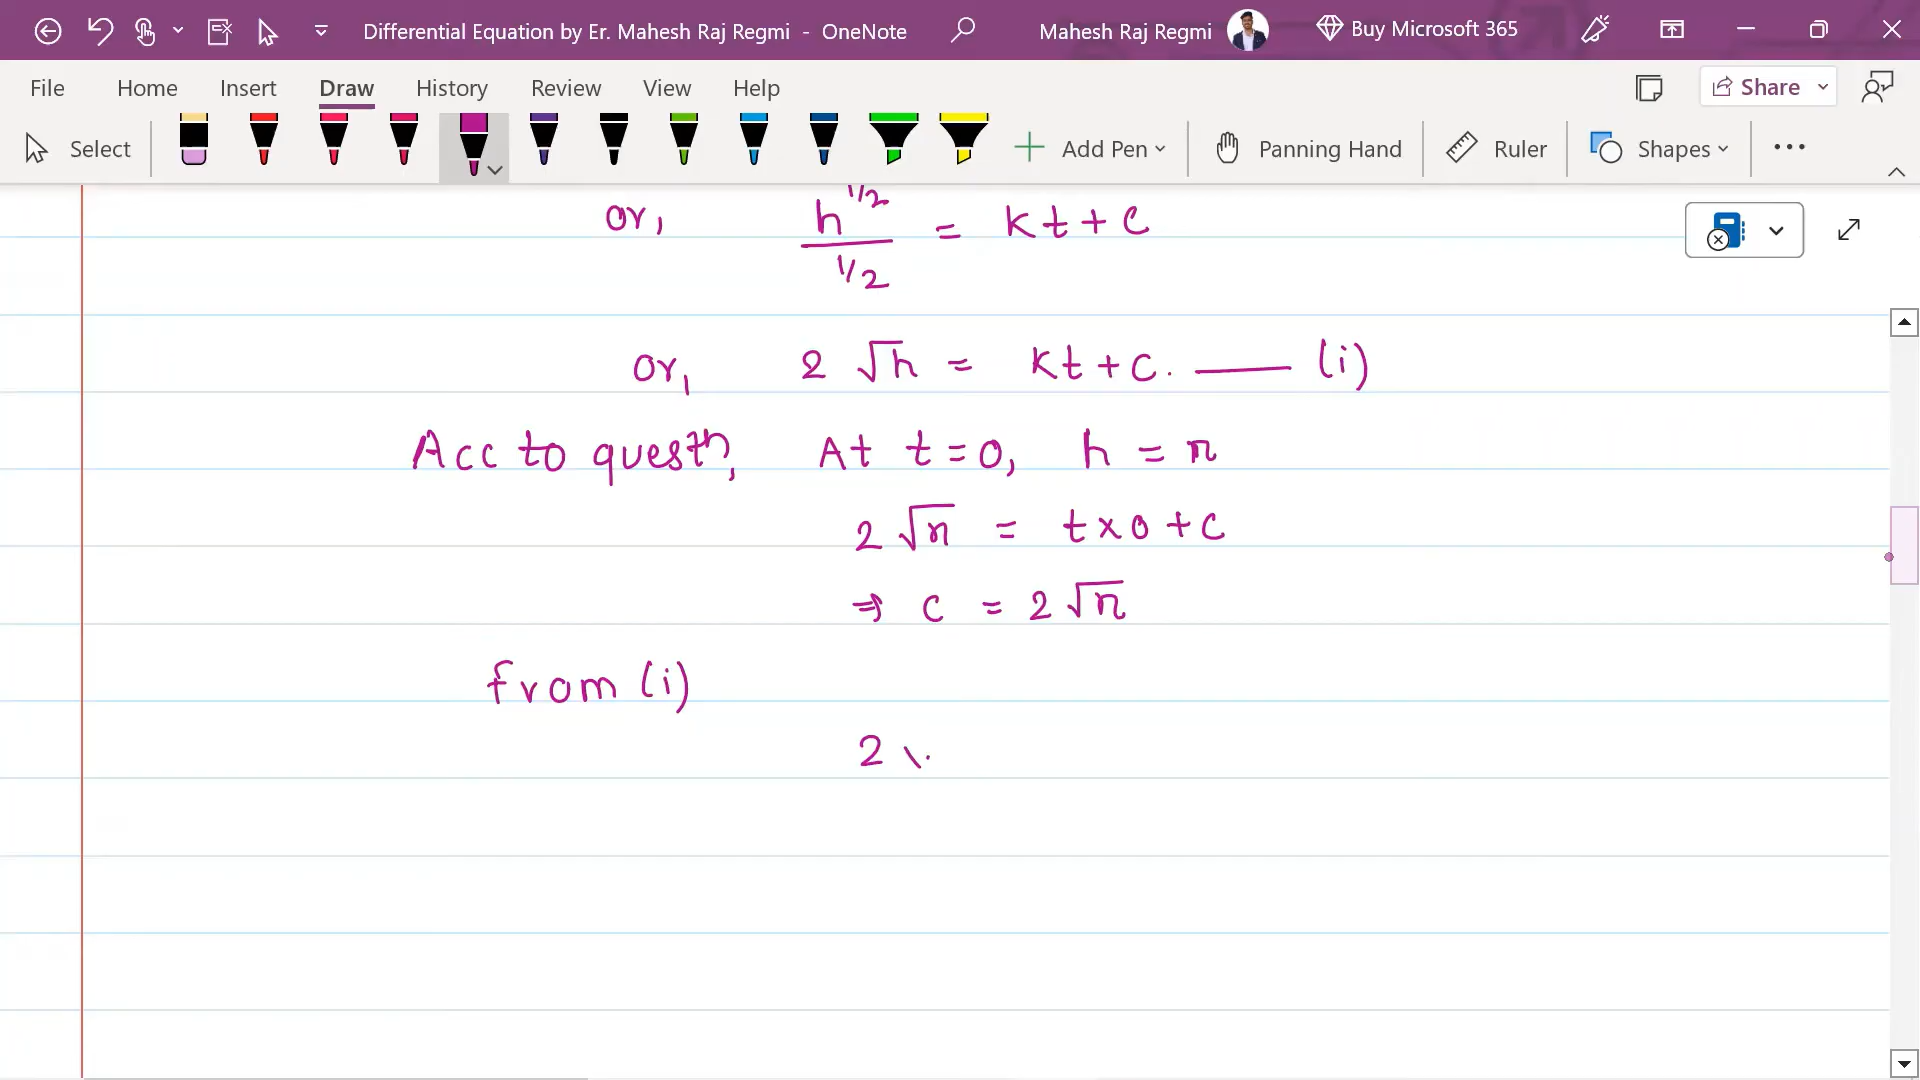 Differential Equation by Er. Mahesh Raj Regmi - OneNote
Mahesh Raj Regmi
Buy Microsoft 365
File Home Insert Draw History Review View Help
Share
Select
Add Pen
Panning Hand
Ruler
Shapes
or, h^1/2 / 1/2 = kt + c
or, 2 √h = kt + c. —— (i)
Acc to questn, At t = 0, h = r
2 √r = t × 0 + c
⇒ c = 2 √r
from (i)
2